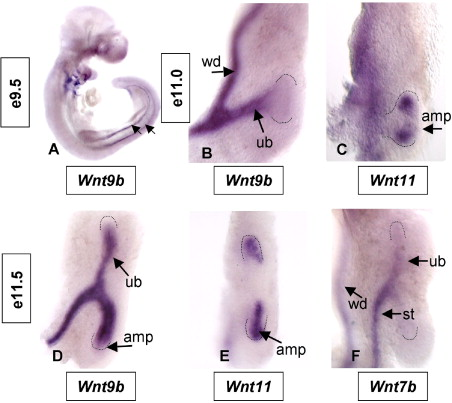 e9.5
A
Wnt9b
e11.0
wd
ub
B
Wnt9b
amp
C
Wnt11
e11.5
ub
amp
D
Wnt9b
amp
E
Wnt11
ub
wd
st
F
Wnt7b